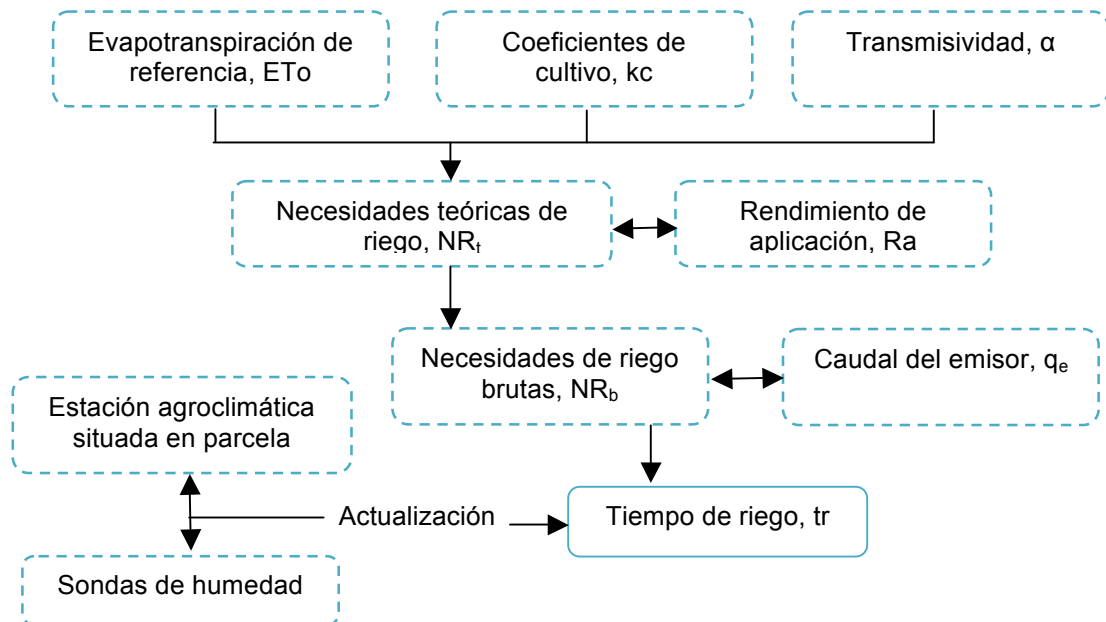 Evapotranspiración de
referencia, ETo
Coeficientes de
cultivo, kc
Transmisividad, α
Necesidades teóricas de
riego, NRt
Rendimiento de
aplicación, Ra
Necesidades de riego
brutas, NRb
Caudal del emisor, qe
Estación agroclimática
situada en parcela
Actualización
Tiempo de riego, tr
Sondas de humedad